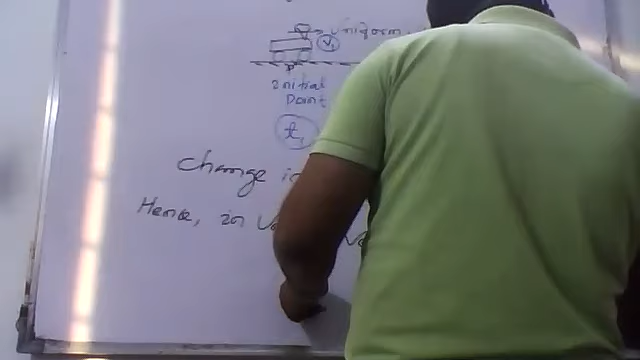 Uniform
V₁
Initial
Point
t₁
Change in
Hence, in